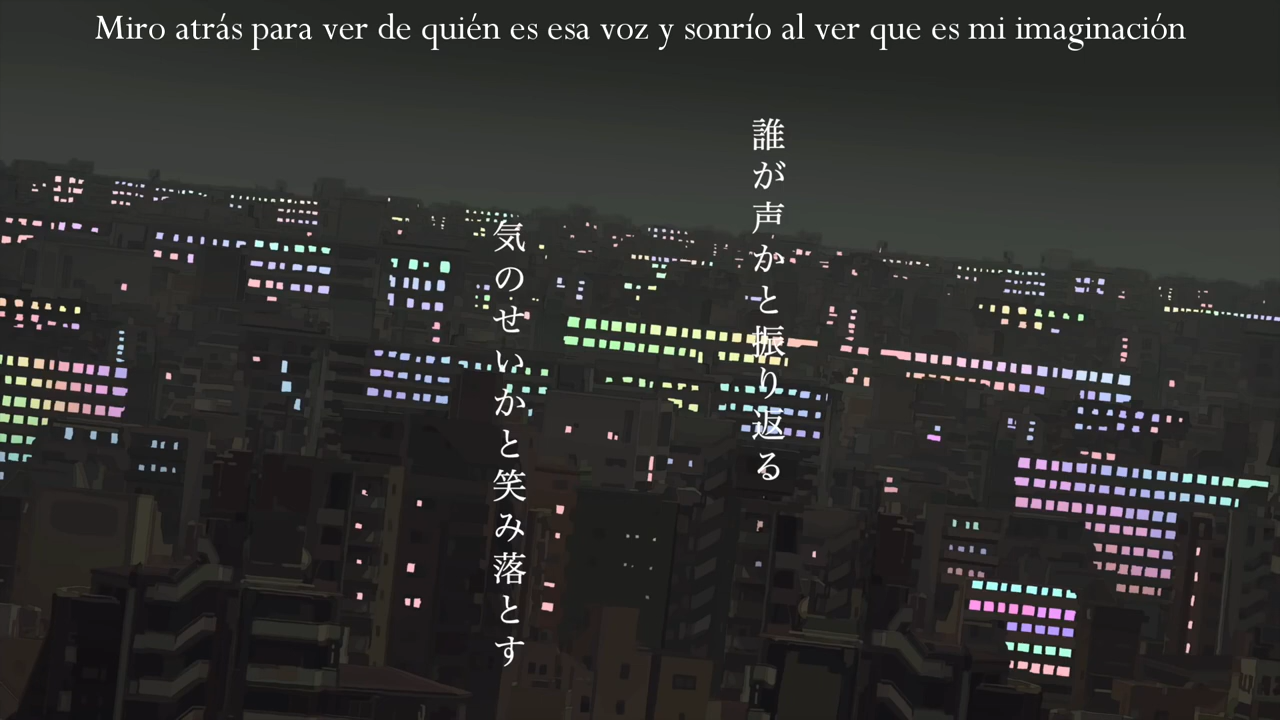 Miro atrás para ver de quién es esa voz y sonrío al ver que es mi imaginación
誰が声かと振り返る
気のせいかと笑み落とす